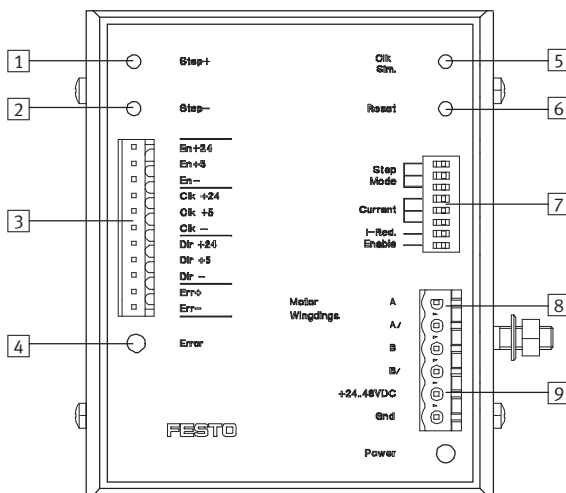 1
Step+
Clk
Sim.
5
2
Step-
Reset
6
En+24
En+5
En-
Clk +24
Clk +5
Clk -
Dir +24
Dir +5
Dir -
Err+
Err-
3
Step
Mode
Current
I-Red.
Enable
7
Motor
Wingdings
A
A/
B
B/
+24..48VDC
Gnd
8
9
4
Error
FESTO
Power